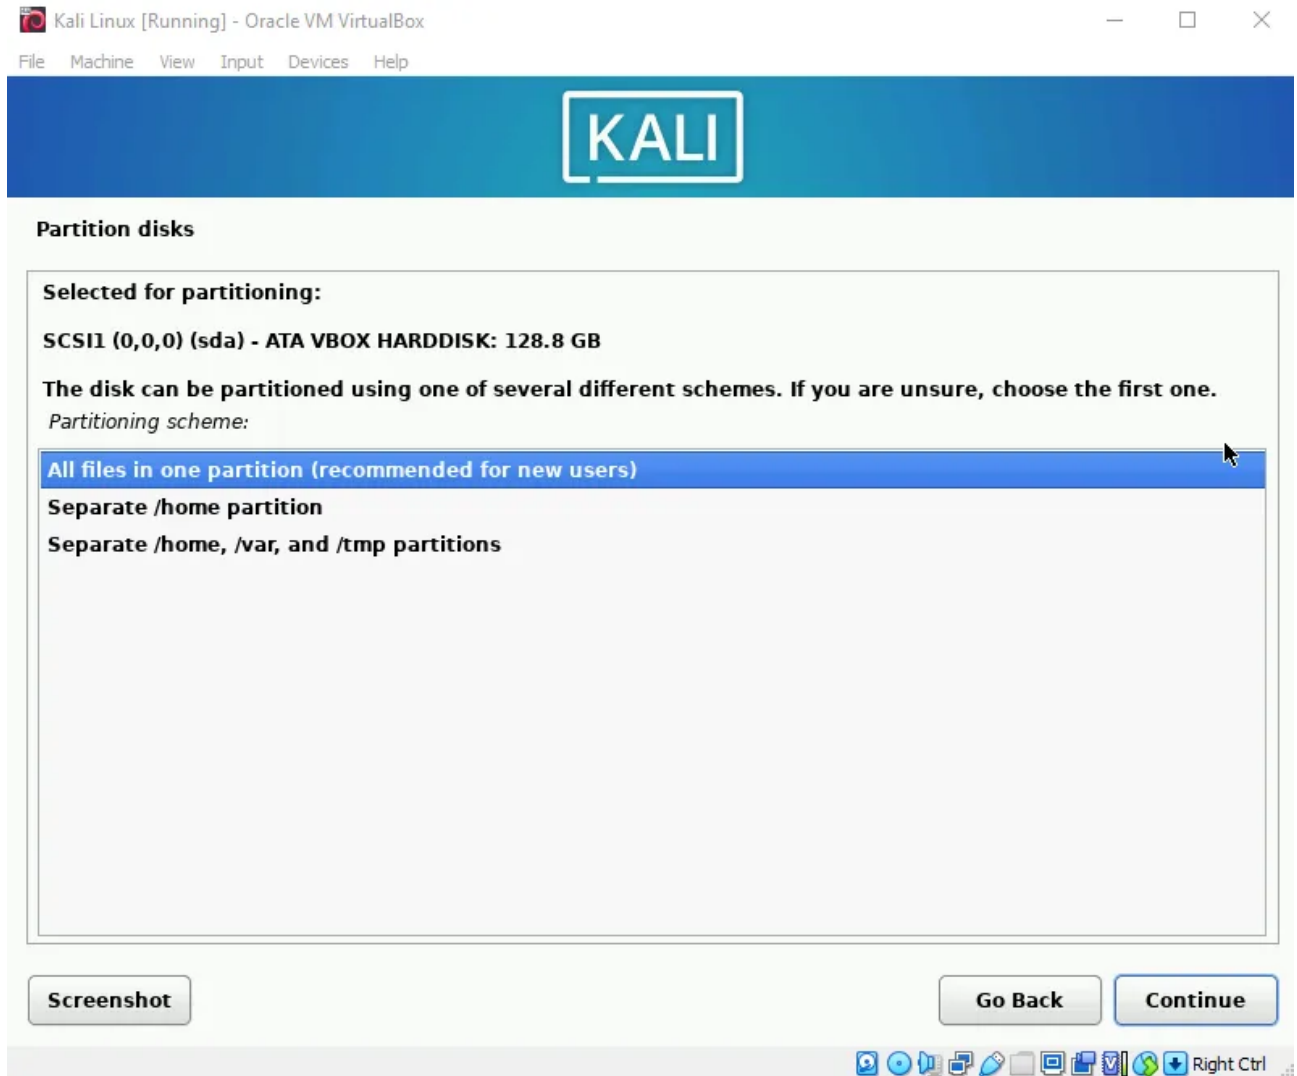 Kali Linux [Running] - Oracle VM VirtualBox
File Machine View Input Devices Help
KALI
Partition disks
Selected for partitioning:
SCSI1 (0,0,0) (sda) - ATA VBOX HARDDISK: 128.8 GB
The disk can be partitioned using one of several different schemes. If you are unsure, choose the first one.
Partitioning scheme:
All files in one partition (recommended for new users)
Separate /home partition
Separate /home, /var, and /tmp partitions
Screenshot Go Back Continue
Right Ctrl